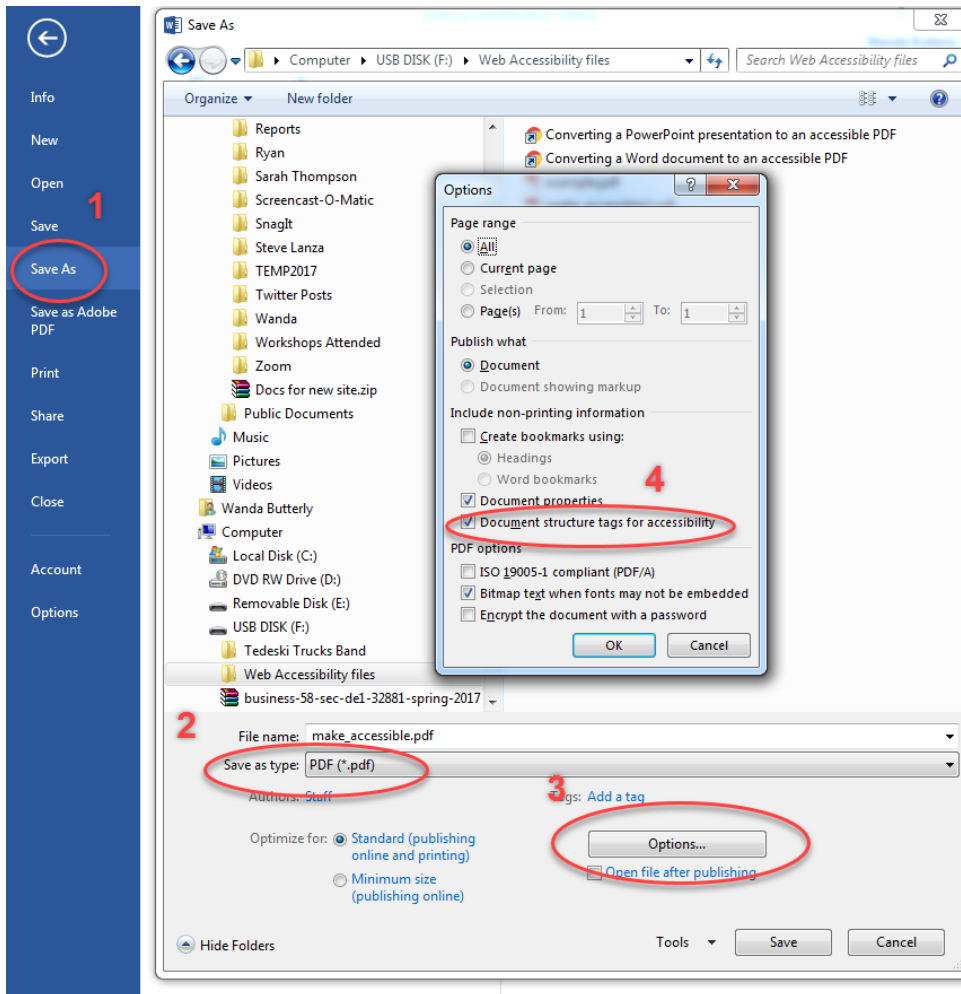 Save As
Computer USB DISK (F:) Web Accessibility files
Search Web Accessibility files
Organize
New folder
Info
New
Open
1
Save
Save As
Save as Adobe
PDF
Print
Share
Export
Close
Account
Options
Reports
Ryan
Sarah Thompson
Screencast-O-Matic
SnagIt
Steve Lanza
TEMP2017
Twitter Posts
Wanda
Workshops Attended
Zoom
Docs for new site.zip
Public Documents
Music
Pictures
Videos
Wanda Butterly
Computer
Local Disk (C:)
DVD RW Drive (D:)
Removable Disk (E:)
USB DISK (F:)
Tedeski Trucks Band
Web Accessibility files
business-58-sec-de1-32881-spring-2017
Converting a PowerPoint presentation to an accessible PDF
Converting a Word document to an accessible PDF
Options
Page range
All
Current page
Selection
Page(s) From: 1 To: 1
Publish what
Document
Document showing markup
Include non-printing information
Create bookmarks using:
Headings
Word bookmarks
4
Document properties
Document structure tags for accessibility
PDF options
ISO 19005-1 compliant (PDF/A)
Bitmap text when fonts may not be embedded
Encrypt the document with a password
OK Cancel
2
File name: make_accessible.pdf
Save as type: PDF (*.pdf)
3
Authors: Staff
Tags: Add a tag
Optimize for: Standard (publishing
online and printing)
Minimum size
(publishing online)
Options...
Open file after publishing
Hide Folders
Tools
Save
Cancel